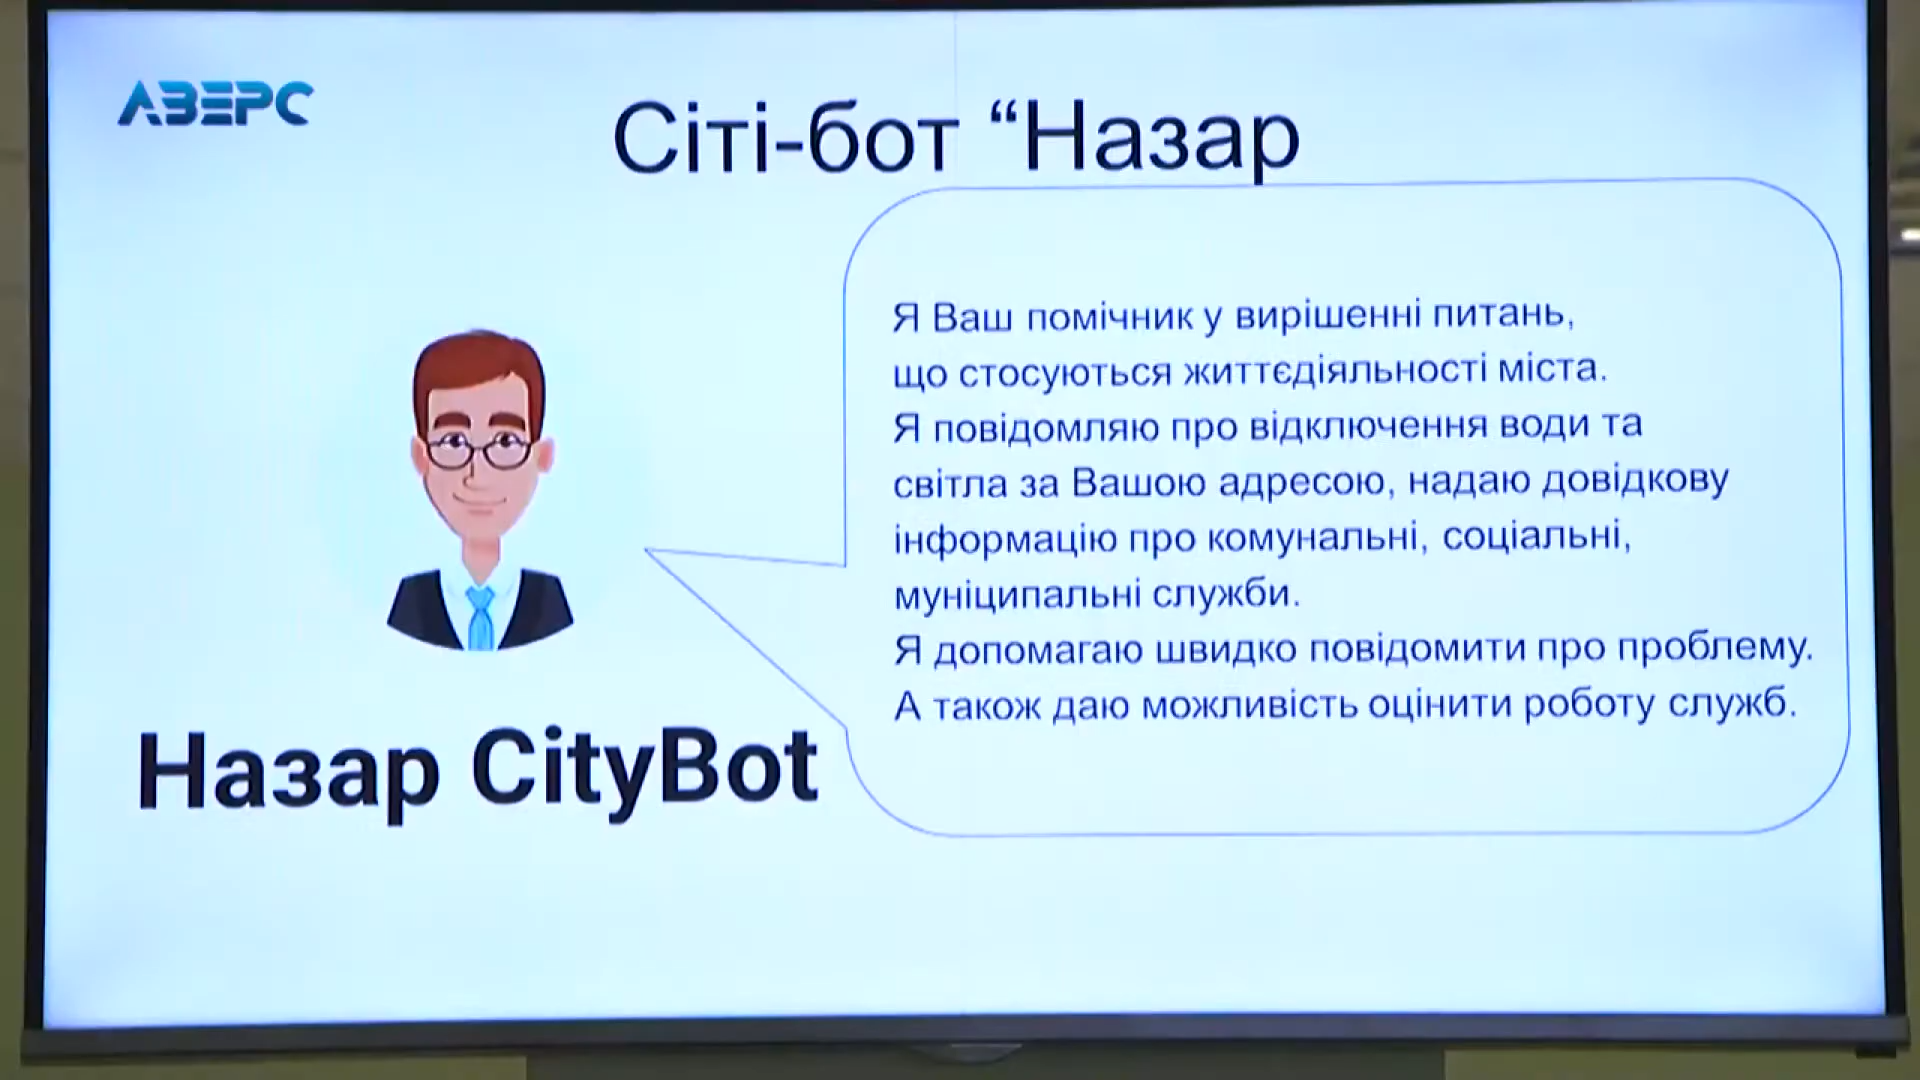 АВЕРС
Сіті-бот “Назар
Я Ваш помічник у вирішенні питань,
що стосуються життєдіяльності міста.
Я повідомляю про відключення води та
світла за Вашою адресою, надаю довідкову
інформацію про комунальні, соціальні,
муніципальні служби.
Я допомагаю швидко повідомити про проблему.
А також даю можливість оцінити роботу служб.
Назар CityBot